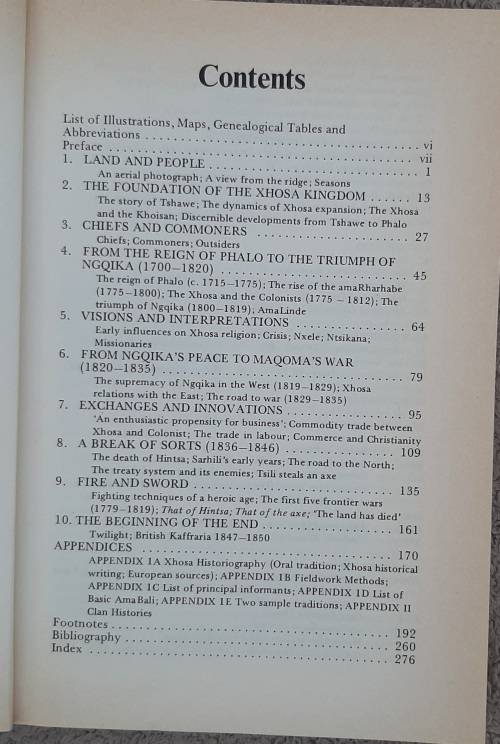 Contents
List of Illustrations, Maps, Genealogical Tables and
Abbreviations . . . . . . . . . . . . . . . . . . . . . . . . . . . . . . . . . . . . . . vi
Preface . . . . . . . . . . . . . . . . . . . . . . . . . . . . . . . . . . . . . . . . . vii
1. LAND AND PEOPLE . . . . . . . . . . . . . . . . . . . . . . . . . . . . 1
An aerial photograph; A view from the ridge; Seasons
2. THE FOUNDATION OF THE XHOSA KINGDOM . . . . . . 13
The story of Tshawe; The dynamics of Xhosa expansion; The Xhosa
and the Khoisan; Discernible developments from Tshawe to Phalo
3. CHIEFS AND COMMONERS . . . . . . . . . . . . . . . . . . . . . 27
Chiefs; Commoners; Outsiders
4. FROM THE REIGN OF PHALO TO THE TRIUMPH OF
NGQIKA (1700–1820) . . . . . . . . . . . . . . . . . . . . . . . . . . 45
The reign of Phalo (c. 1715–1775); The rise of the amaRharhabe
(1775–1800); The Xhosa and the Colonists (1775 – 1812); The
triumph of Ngqika (1800–1819); AmaLinde
5. VISIONS AND INTERPRETATIONS . . . . . . . . . . . . . . . 64
Early influences on Xhosa religion; Crisis; Nxele; Ntsikana;
Missionaries
6. FROM NGQIKA'S PEACE TO MAQOMA'S WAR
(1820–1835) . . . . . . . . . . . . . . . . . . . . . . . . . . . . . . . . . 79
The supremacy of Ngqika in the West (1819–1829); Xhosa
relations with the East; The road to war (1829–1835)
7. EXCHANGES AND INNOVATIONS . . . . . . . . . . . . . . . . 95
'An enthusiastic propensity for business'; Commodity trade between
Xhosa and Colonist; The trade in labour; Commerce and Christianity
8. A BREAK OF SORTS (1836–1846) . . . . . . . . . . . . . . . . . 109
The death of Hintsa; Sarhili's early years; The road to the North;
The treaty system and its enemies; Tsili steals an axe
9. FIRE AND SWORD . . . . . . . . . . . . . . . . . . . . . . . . . . . . 135
Fighting techniques of a heroic age; The first five frontier wars
(1779–1819); That of Hintsa; That of the axe; 'The land has died'
10. THE BEGINNING OF THE END . . . . . . . . . . . . . . . . . . 161
Twilight; British Kaffraria 1847–1850
APPENDICES . . . . . . . . . . . . . . . . . . . . . . . . . . . . . . . . . . 170
APPENDIX 1A Xhosa Historiography (Oral tradition; Xhosa historical
writing; European sources); APPENDIX 1B Fieldwork Methods;
APPENDIX 1C List of principal informants; APPENDIX 1D List of
Basic AmaBali; APPENDIX 1E Two sample traditions; APPENDIX II
Clan Histories
Footnotes . . . . . . . . . . . . . . . . . . . . . . . . . . . . . . . . . . . . . . 192
Bibliography . . . . . . . . . . . . . . . . . . . . . . . . . . . . . . . . . . . . 260
Index . . . . . . . . . . . . . . . . . . . . . . . . . . . . . . . . . . . . . . . . . 276